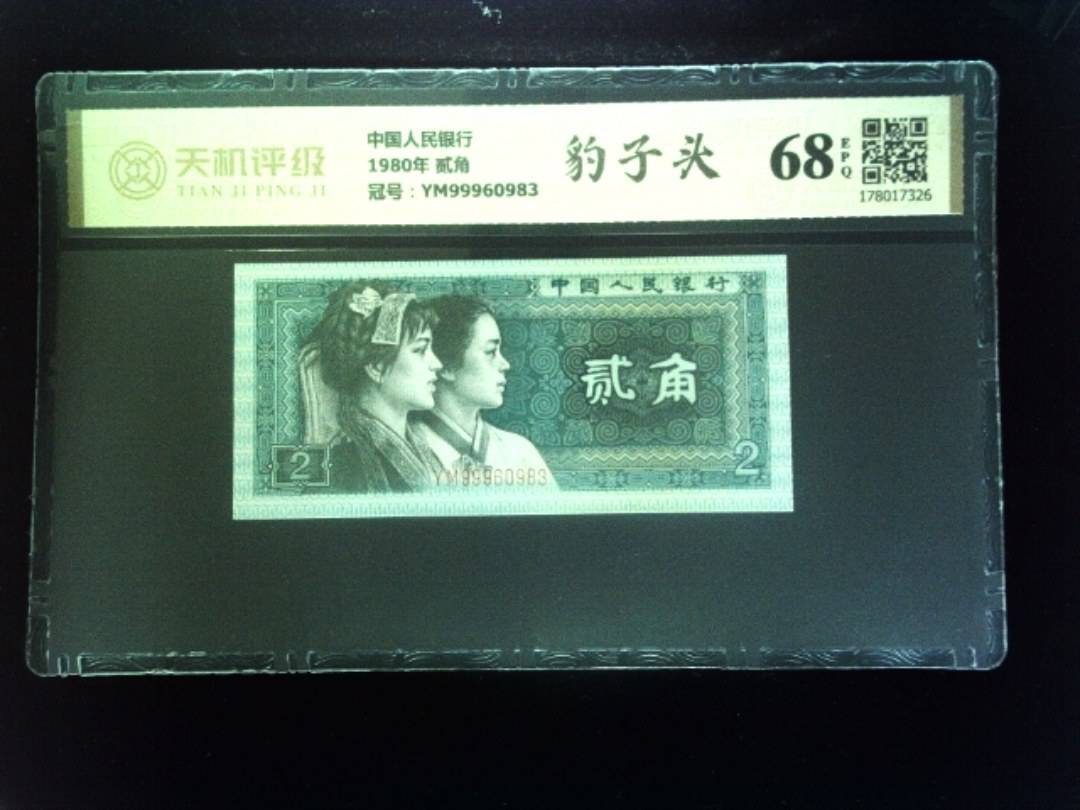 天机评级
TIAN JI PING JI
中国人民银行
1980年 贰角
冠号：YM99960983
豹子头
68
EPQ
178017326
中国人民银行
贰角
2
2
YM99960983